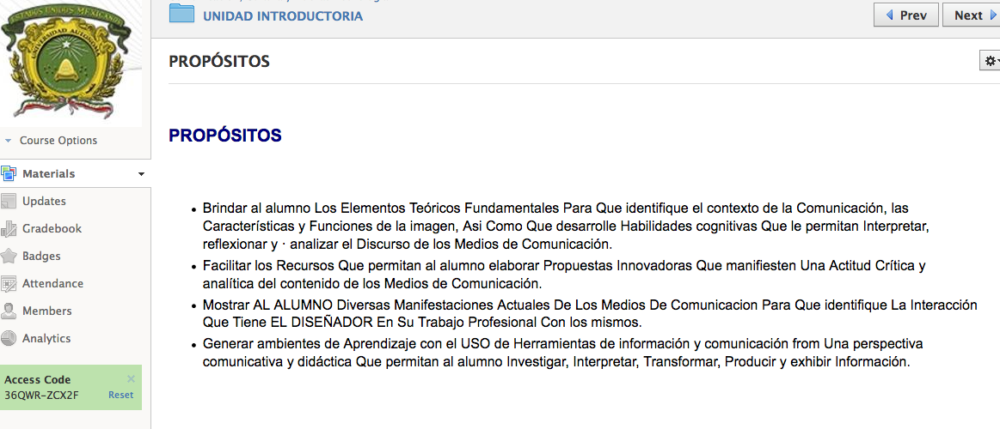 ESTADOS UNIDOS MEXICANOS
UNIVERSIDAD AUTONOMA
UNIDAD INTRODUCTORIA
Prev
Next
PROPÓSITOS
Course Options
Materials
Updates
Gradebook
Badges
Attendance
Members
Analytics
Access Code
36QWR-ZCX2F Reset
PROPÓSITOS
• Brindar al alumno Los Elementos Teóricos Fundamentales Para Que identifique el contexto de la Comunicación, las
Características y Funciones de la imagen, Asi Como Que desarrolle Habilidades cognitivas Que le permitan Interpretar,
reflexionar y · analizar el Discurso de los Medios de Comunicación.
• Facilitar los Recursos Que permitan al alumno elaborar Propuestas Innovadoras Que manifiesten Una Actitud Crítica y
analítica del contenido de los Medios de Comunicación.
• Mostrar AL ALUMNO Diversas Manifestaciones Actuales De Los Medios De Comunicacion Para Que identifique La Interacción
Que Tiene EL DISEÑADOR En Su Trabajo Profesional Con los mismos.
• Generar ambientes de Aprendizaje con el USO de Herramientas de información y comunicación from Una perspectiva
comunicativa y didáctica Que permitan al alumno Investigar, Interpretar, Transformar, Producir y exhibir Información.